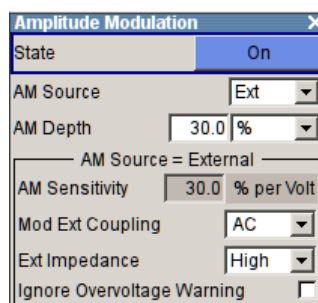 Amplitude Modulation X
State On
AM Source Ext
AM Depth 30.0 %
AM Source = External
AM Sensitivity 30.0 % per Volt
Mod Ext Coupling AC
Ext Impedance High
Ignore Overvoltage Warning